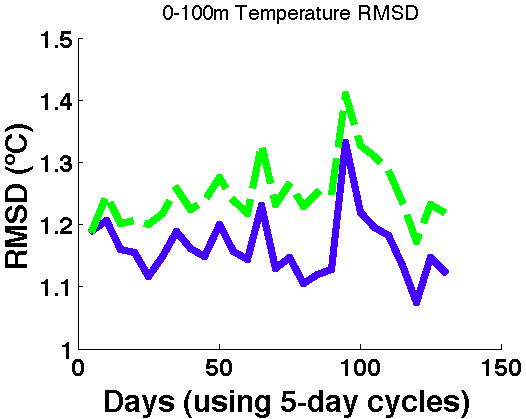 0-100m Temperature RMSD
1.5
1.4
1.3
1.2
1.1
1
RMSD (°C)
0 50 100 150
Days (using 5-day cycles)